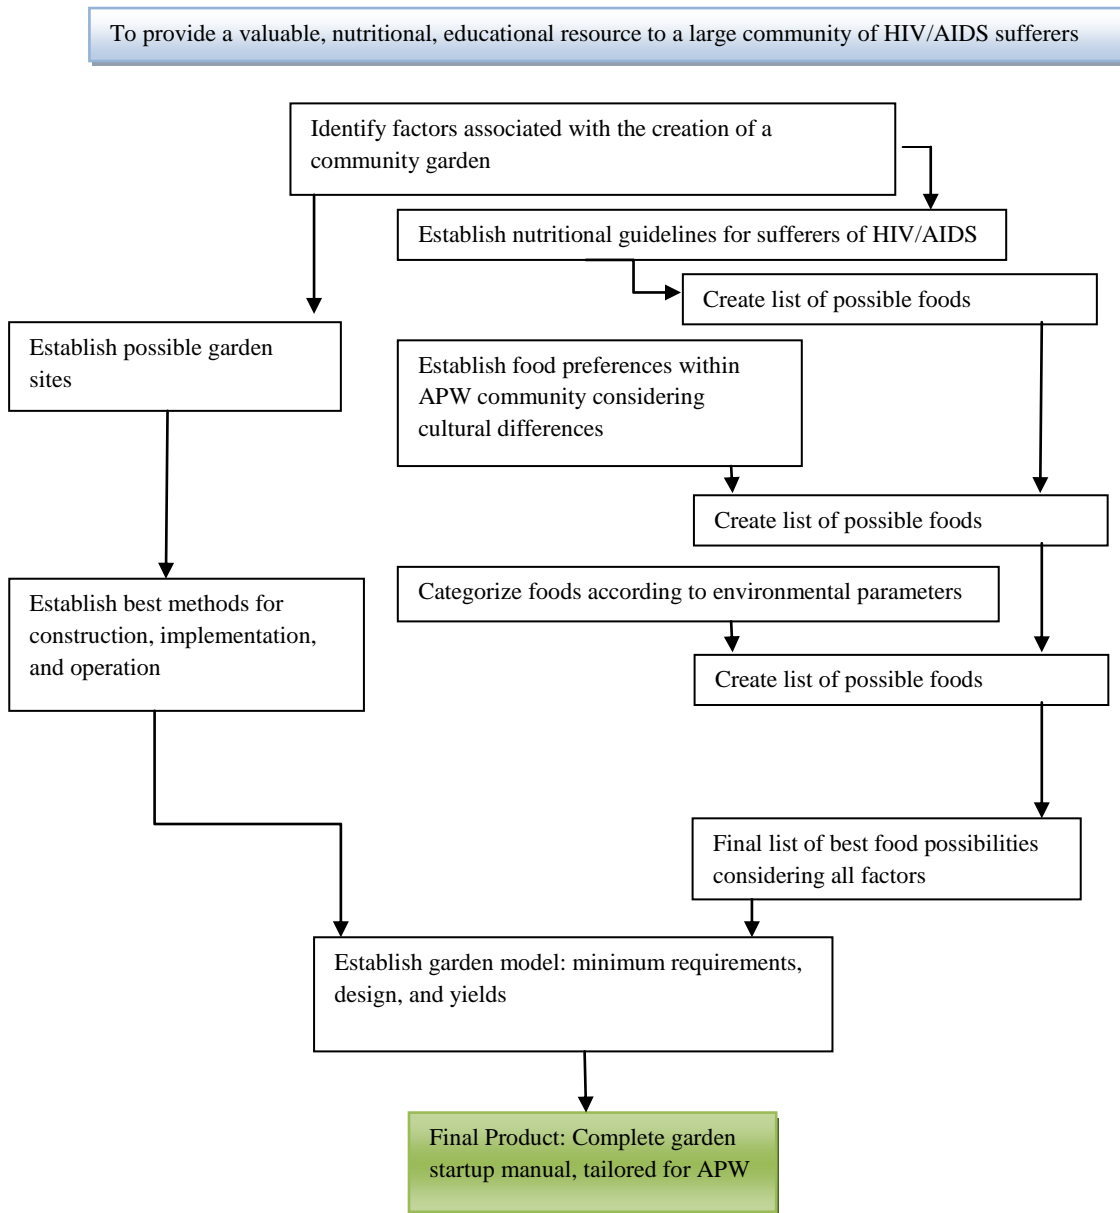 To provide a valuable, nutritional, educational resource to a large community of HIV/AIDS sufferers
Identify factors associated with the creation of a
community garden
Establish nutritional guidelines for sufferers of HIV/AIDS
Create list of possible foods
Establish possible garden
sites
Establish food preferences within
APW community considering
cultural differences
Create list of possible foods
Establish best methods for
construction, implementation,
and operation
Categorize foods according to environmental parameters
Create list of possible foods
Final list of best food possibilities
considering all factors
Establish garden model: minimum requirements,
design, and yields
Final Product: Complete garden
startup manual, tailored for APW